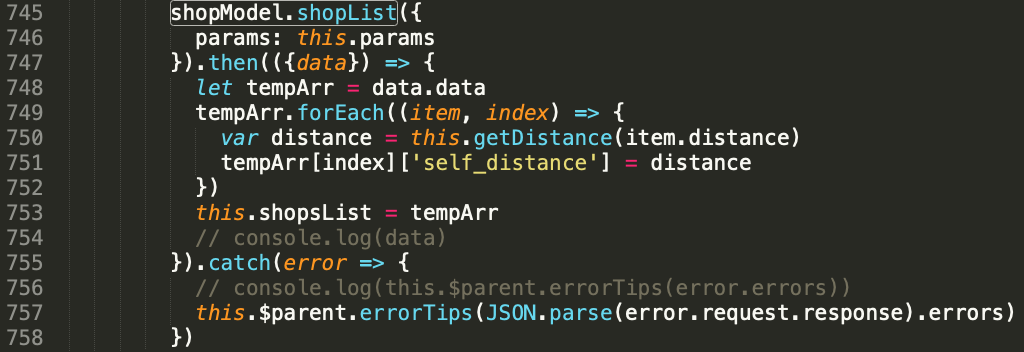 745 shopModel.shopList({
746 params: this.params
747 }).then(({data}) => {
748 let tempArr = data.data
749 tempArr.forEach((item, index) => {
750 var distance = this.getDistance(item.distance)
751 tempArr[index]['self_distance'] = distance
752 })
753 this.shopsList = tempArr
754 // console.log(data)
755 }).catch(error => {
756 // console.log(this.$parent.errorTips(error.errors))
757 this.$parent.errorTips(JSON.parse(error.request.response).errors)
758 })